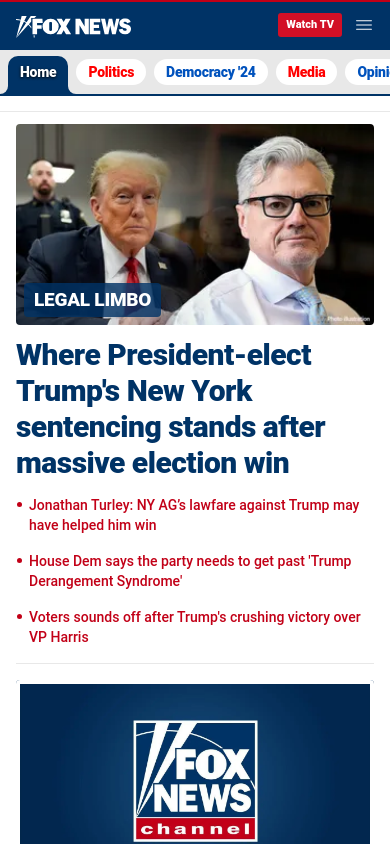 FOX NEWS
Watch TV
Home
Politics
Democracy '24
Media
Opini
LEGAL LIMBO
Photo Illustration
Where President-elect
Trump's New York
sentencing stands after
massive election win
• Jonathan Turley: NY AG’s lawfare against Trump may
have helped him win
• House Dem says the party needs to get past 'Trump
Derangement Syndrome'
• Voters sounds off after Trump's crushing victory over
VP Harris
FOX
NEWS
channel